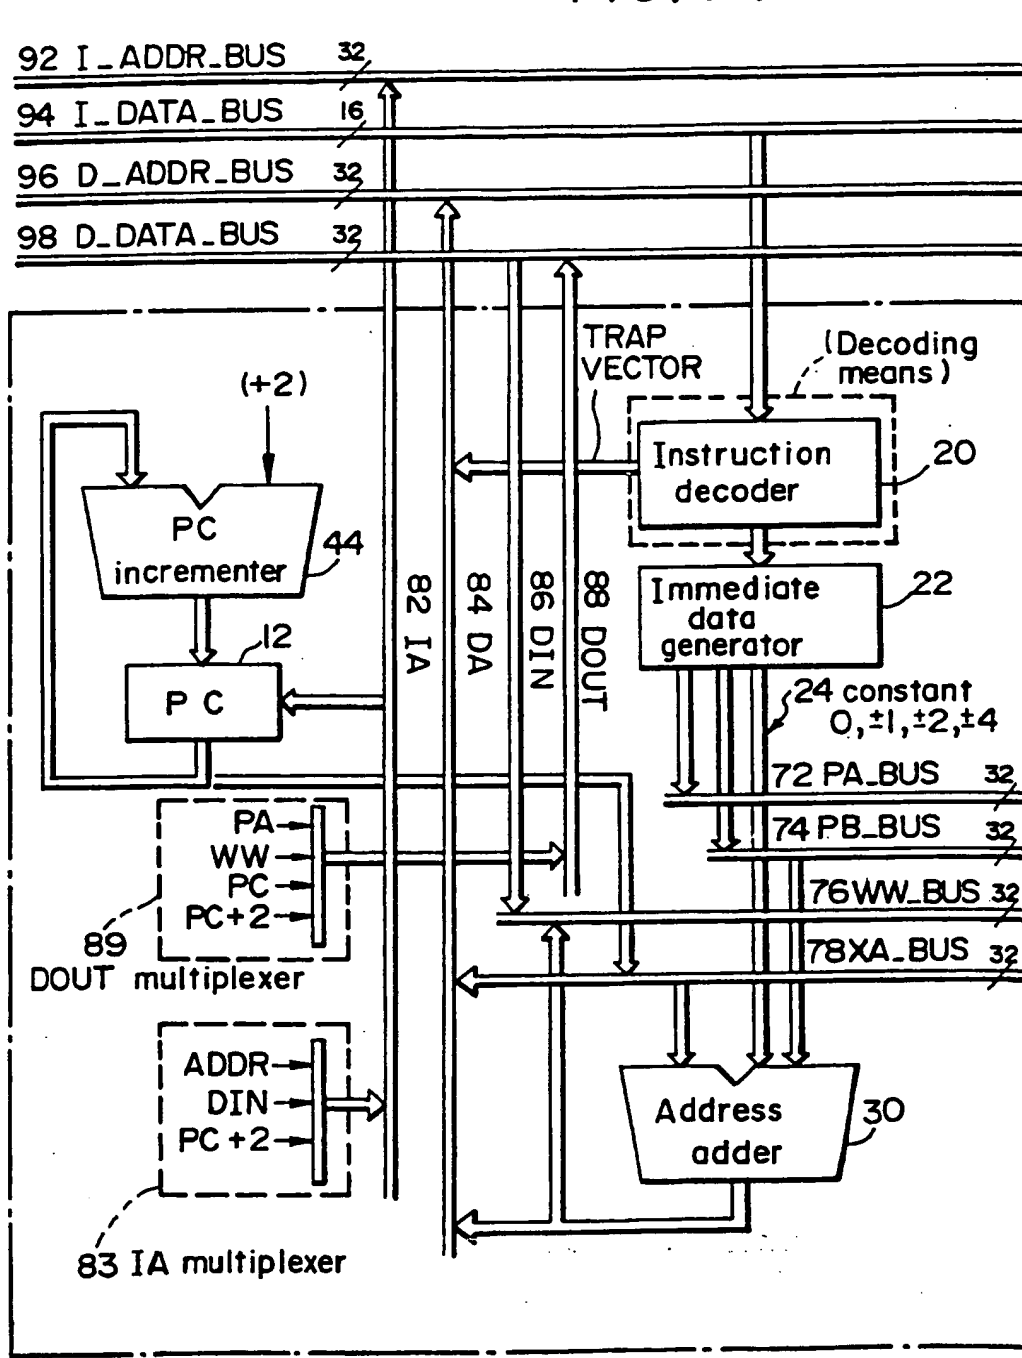 92 I_ADDR_BUS 32
94 I_DATA_BUS 16
96 D_ADDR_BUS 32
98 D_DATA_BUS 32
TRAP
VECTOR
(Decoding
means)
(+2)
Instruction
decoder
20
PC
incrementer
44
82 IA
84 DA
86 DIN
88 DOUT
Immediate
data
generator
22
12
PC
24 constant
0,±1,±2,±4
72 PA_BUS 32
74 PB_BUS 32
76 WW_BUS 32
78 XA_BUS 32
PA
WW
PC
PC+2
89
DOUT multiplexer
ADDR
DIN
PC+2
83 IA multiplexer
Address
adder
30